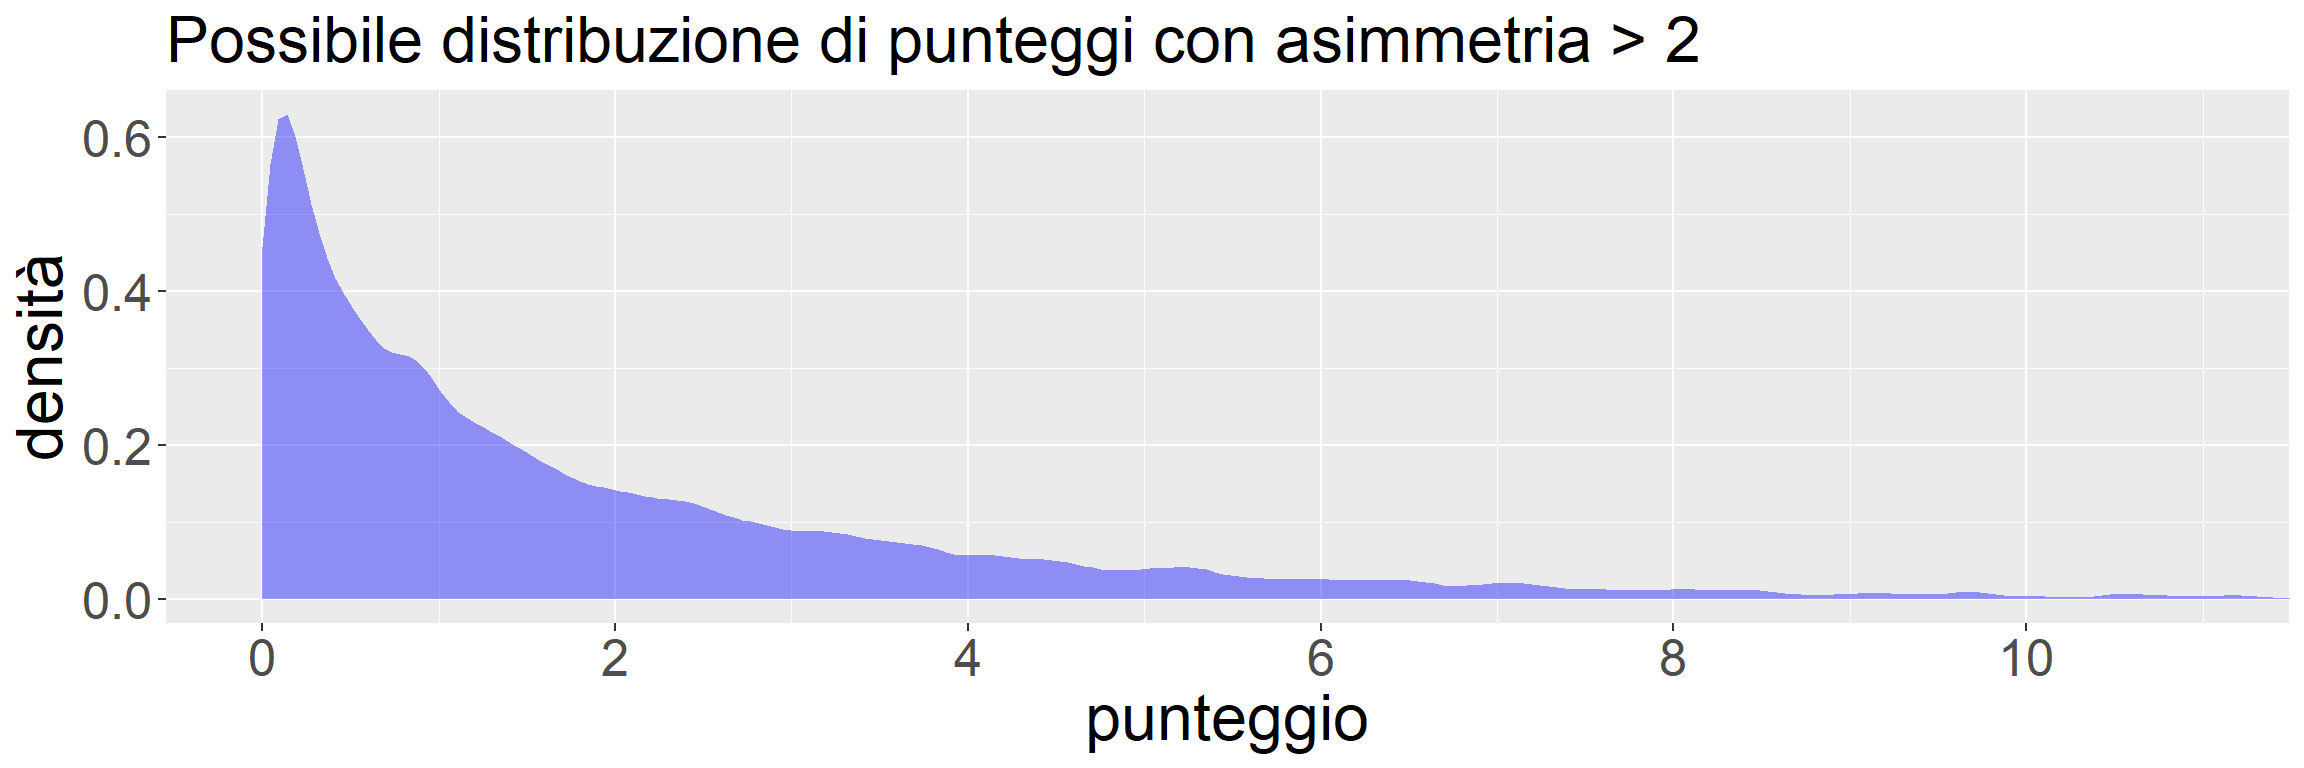 Possibile distribuzione di punteggi con asimmetria > 2
densità
0.6
0.4
0.2
0.0
0 2 4 6 8 10
punteggio